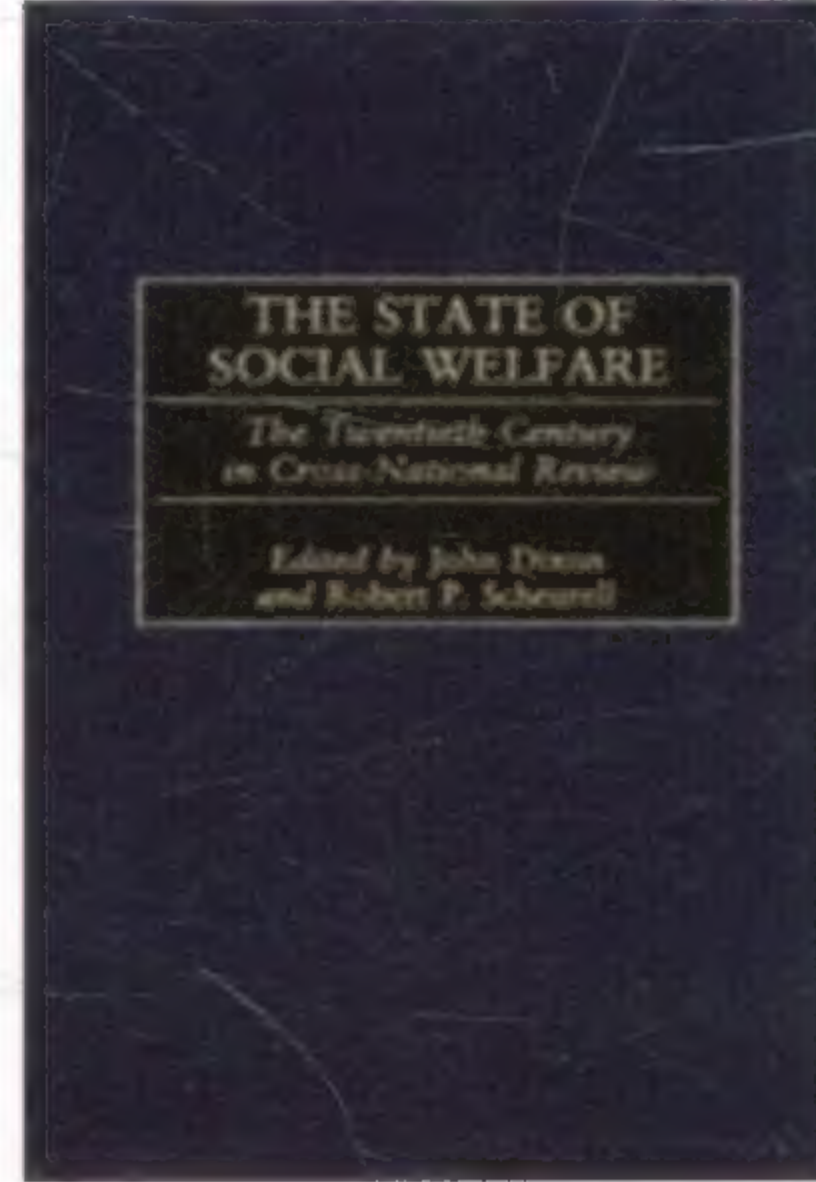 THE STATE OF
SOCIAL WELFARE
The Twentieth Century
in Cross-National Review
Edited by John Dixon
and Robert P. Scheurell